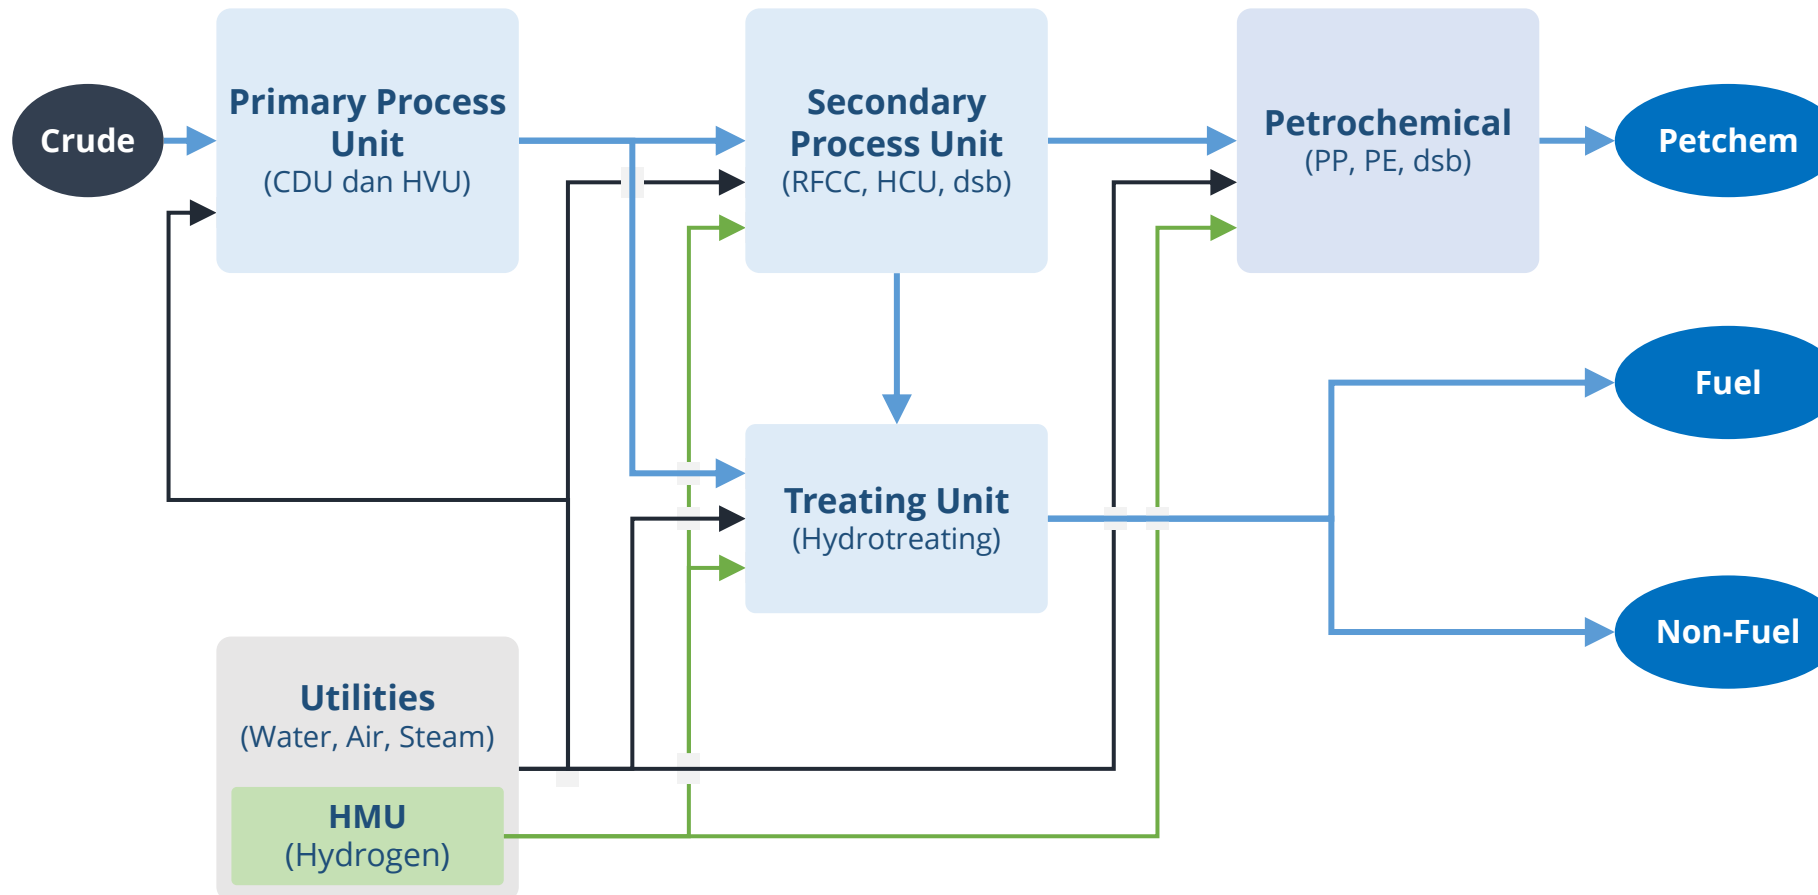 Crude
Primary Process
Unit
(CDU dan HVU)
Secondary
Process Unit
(RFCC, HCU, dsb)
Petrochemical
(PP, PE, dsb)
Petchem
Fuel
Treating Unit
(Hydrotreating)
Non-Fuel
Utilities
(Water, Air, Steam)
HMU
(Hydrogen)